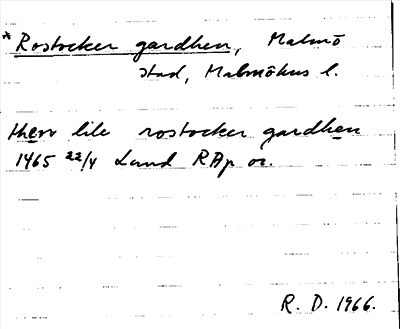 * Rostocker gardhen, Malmö
stad, Malmöhus l.
then lile rostocker gardhen
1465 22/4 Lund RAp or.
R. D. 1966.